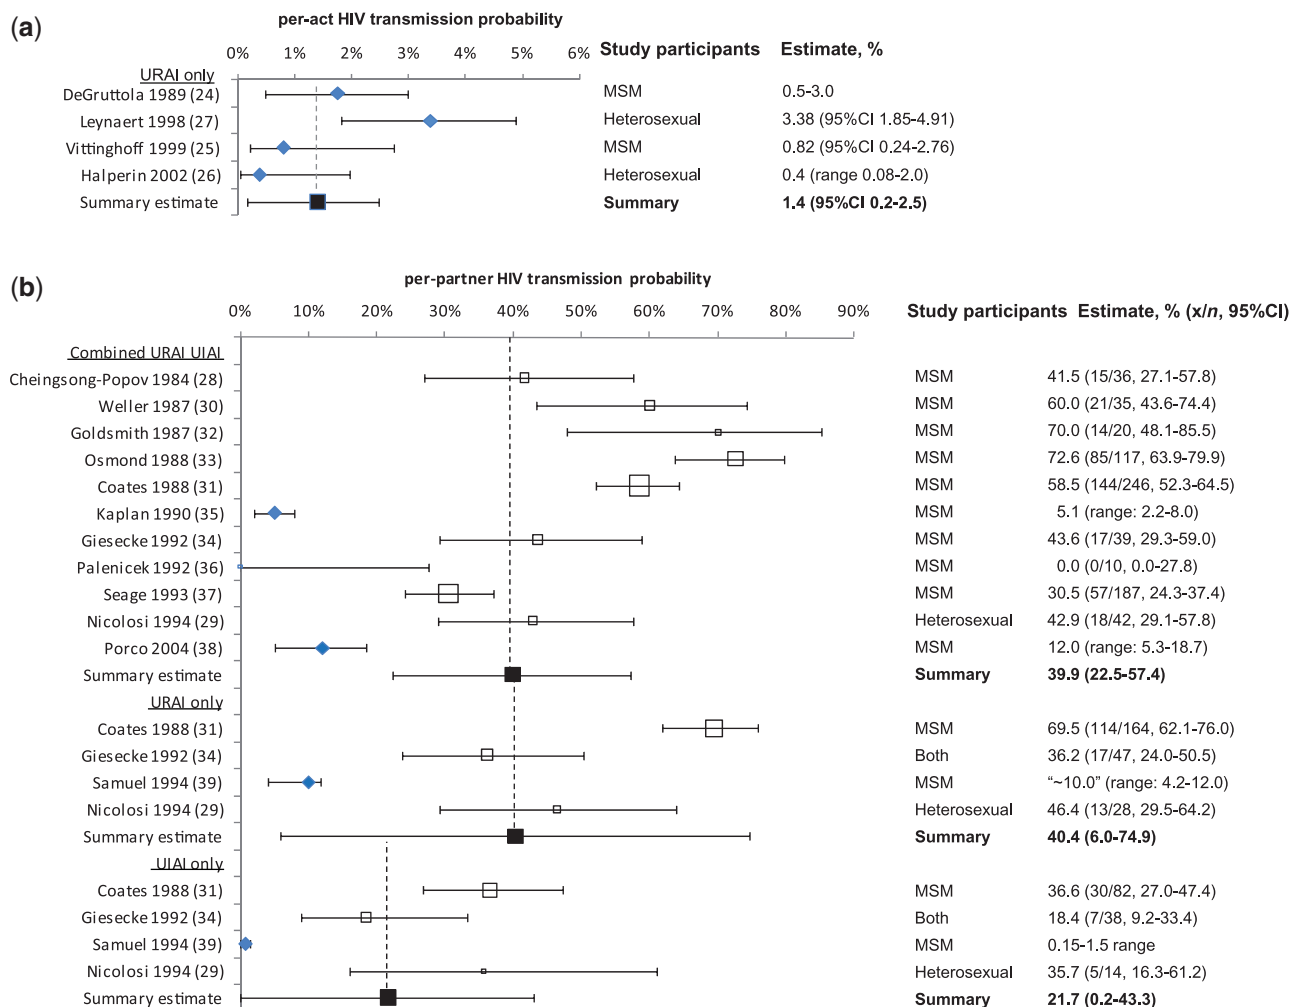 (a)
per-act HIV transmission probability
0% 1% 2% 3% 4% 5% 6% Study participants Estimate, %
URAI only
DeGruttola 1989 (24) MSM 0.5-3.0
Leynaert 1998 (27) Heterosexual 3.38 (95%CI 1.85-4.91)
Vittinghoff 1999 (25) MSM 0.82 (95%CI 0.24-2.76)
Halperin 2002 (26) Heterosexual 0.4 (range 0.08-2.0)
Summary estimate Summary 1.4 (95%CI 0.2-2.5)
(b)
per-partner HIV transmission probability
0% 10% 20% 30% 40% 50% 60% 70% 80% 90% Study participants Estimate, % (x/n, 95%CI)
Combined URAI UIAI
Cheingsong-Popov 1984 (28) MSM 41.5 (15/36, 27.1-57.8)
Weller 1987 (30) MSM 60.0 (21/35, 43.6-74.4)
Goldsmith 1987 (32) MSM 70.0 (14/20, 48.1-85.5)
Osmond 1988 (33) MSM 72.6 (85/117, 63.9-79.9)
Coates 1988 (31) MSM 58.5 (144/246, 52.3-64.5)
Kaplan 1990 (35) MSM 5.1 (range: 2.2-8.0)
Giesecke 1992 (34) MSM 43.6 (17/39, 29.3-59.0)
Palenicek 1992 (36) MSM 0.0 (0/10, 0.0-27.8)
Seage 1993 (37) MSM 30.5 (57/187, 24.3-37.4)
Nicolosi 1994 (29) Heterosexual 42.9 (18/42, 29.1-57.8)
Porco 2004 (38) MSM 12.0 (range: 5.3-18.7)
Summary estimate Summary 39.9 (22.5-57.4)
URAI only
Coates 1988 (31) MSM 69.5 (114/164, 62.1-76.0)
Giesecke 1992 (34) Both 36.2 (17/47, 24.0-50.5)
Samuel 1994 (39) MSM "~10.0" (range: 4.2-12.0)
Nicolosi 1994 (29) Heterosexual 46.4 (13/28, 29.5-64.2)
Summary estimate Summary 40.4 (6.0-74.9)
UIAI only
Coates 1988 (31) MSM 36.6 (30/82, 27.0-47.4)
Giesecke 1992 (34) Both 18.4 (7/38, 9.2-33.4)
Samuel 1994 (39) MSM 0.15-1.5 range
Nicolosi 1994 (29) Heterosexual 35.7 (5/14, 16.3-61.2)
Summary estimate Summary 21.7 (0.2-43.3)